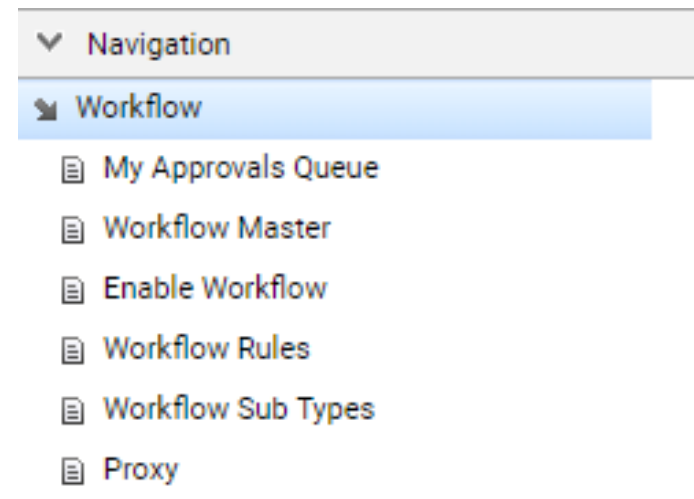 Navigation
Workflow
My Approvals Queue
Workflow Master
Enable Workflow
Workflow Rules
Workflow Sub Types
Proxy